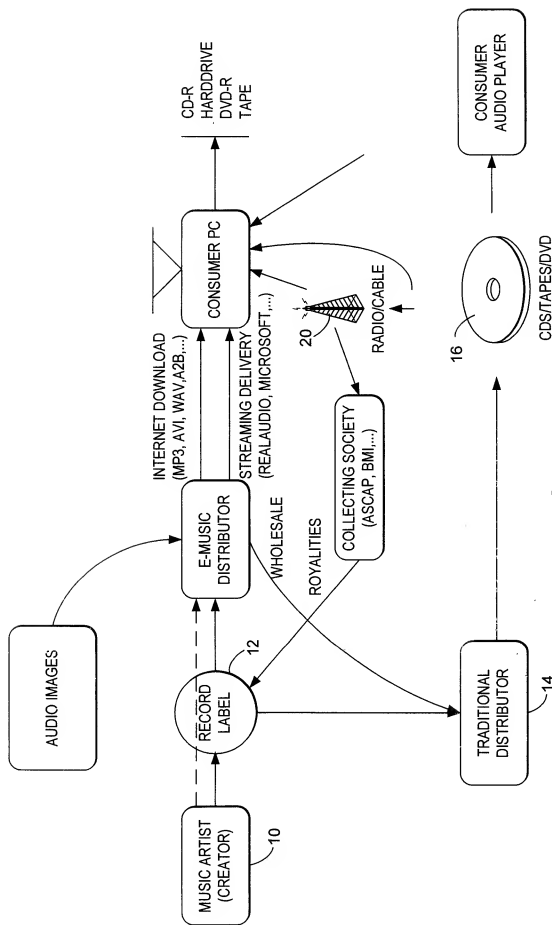 AUDIO IMAGES
MUSIC ARTIST
(CREATOR)
10
RECORD
LABEL
12
E-MUSIC
DISTRIBUTOR
INTERNET DOWNLOAD
(MP3, AVI, WAV,A2B,...)
STREAMING DELIVERY
(REALAUDIO, MICROSOFT,...)
CONSUMER PC
CD-R
HARDDRIVE
DVD-R
TAPE
WHOLESALE
ROYALITIES
COLLECTING SOCIETY
(ASCAP, BMI,...)
20
RADIO/CABLE
TRADITIONAL
DISTRIBUTOR
14
16
CDS/TAPES/DVD
CONSUMER
AUDIO PLAYER